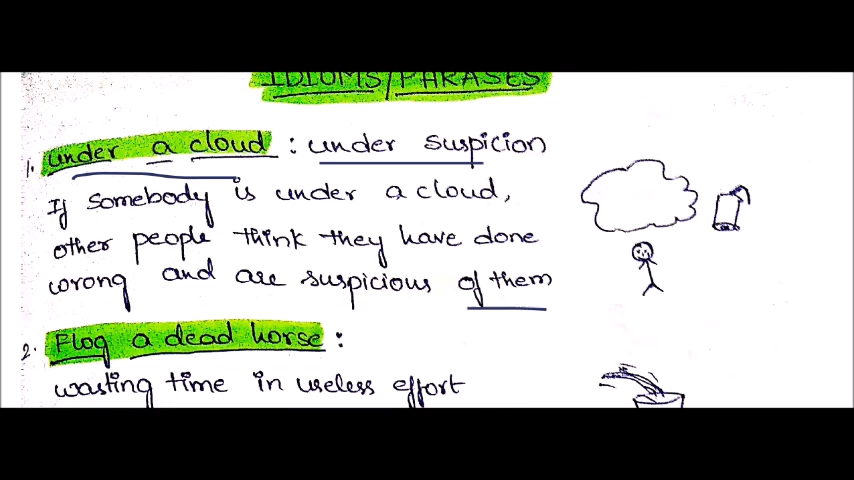 IDIOMS/PHRASES
1. under a cloud : under suspicion
If somebody is under a cloud,
other people think they have done
wrong and are suspicious of them
2. Flog a dead horse :
wasting time in useless effort